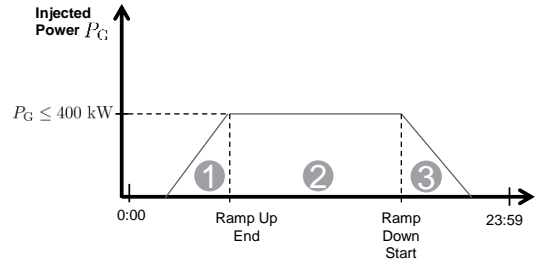 Injected
Power P_G
P_G ≤ 400 kW
1 2 3
0:00 Ramp Up Ramp 23:59
End Down
Start